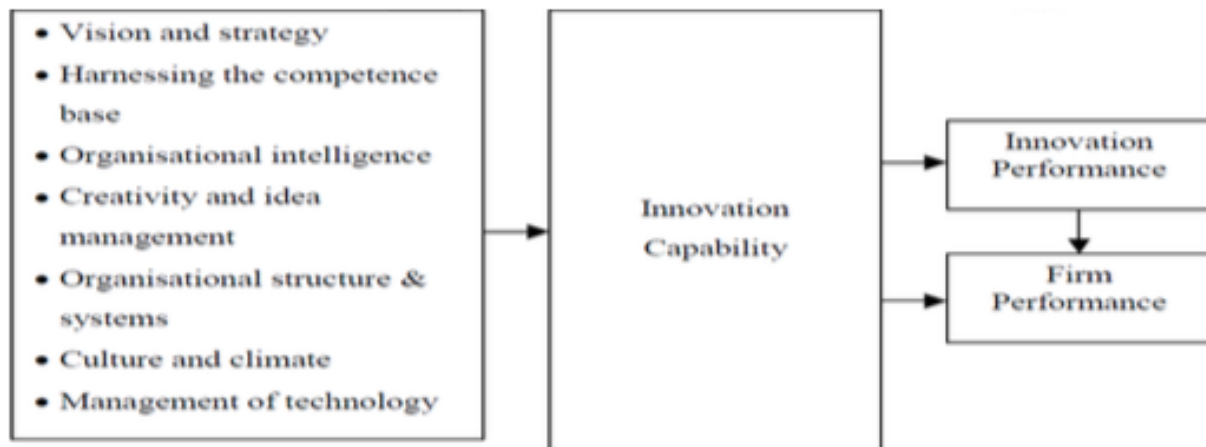 • Vision and strategy
• Harnessing the competence
base
• Organisational intelligence
• Creativity and idea
management
• Organisational structure &
systems
• Culture and climate
• Management of technology
Innovation
Capability
Innovation
Performance
Firm
Performance